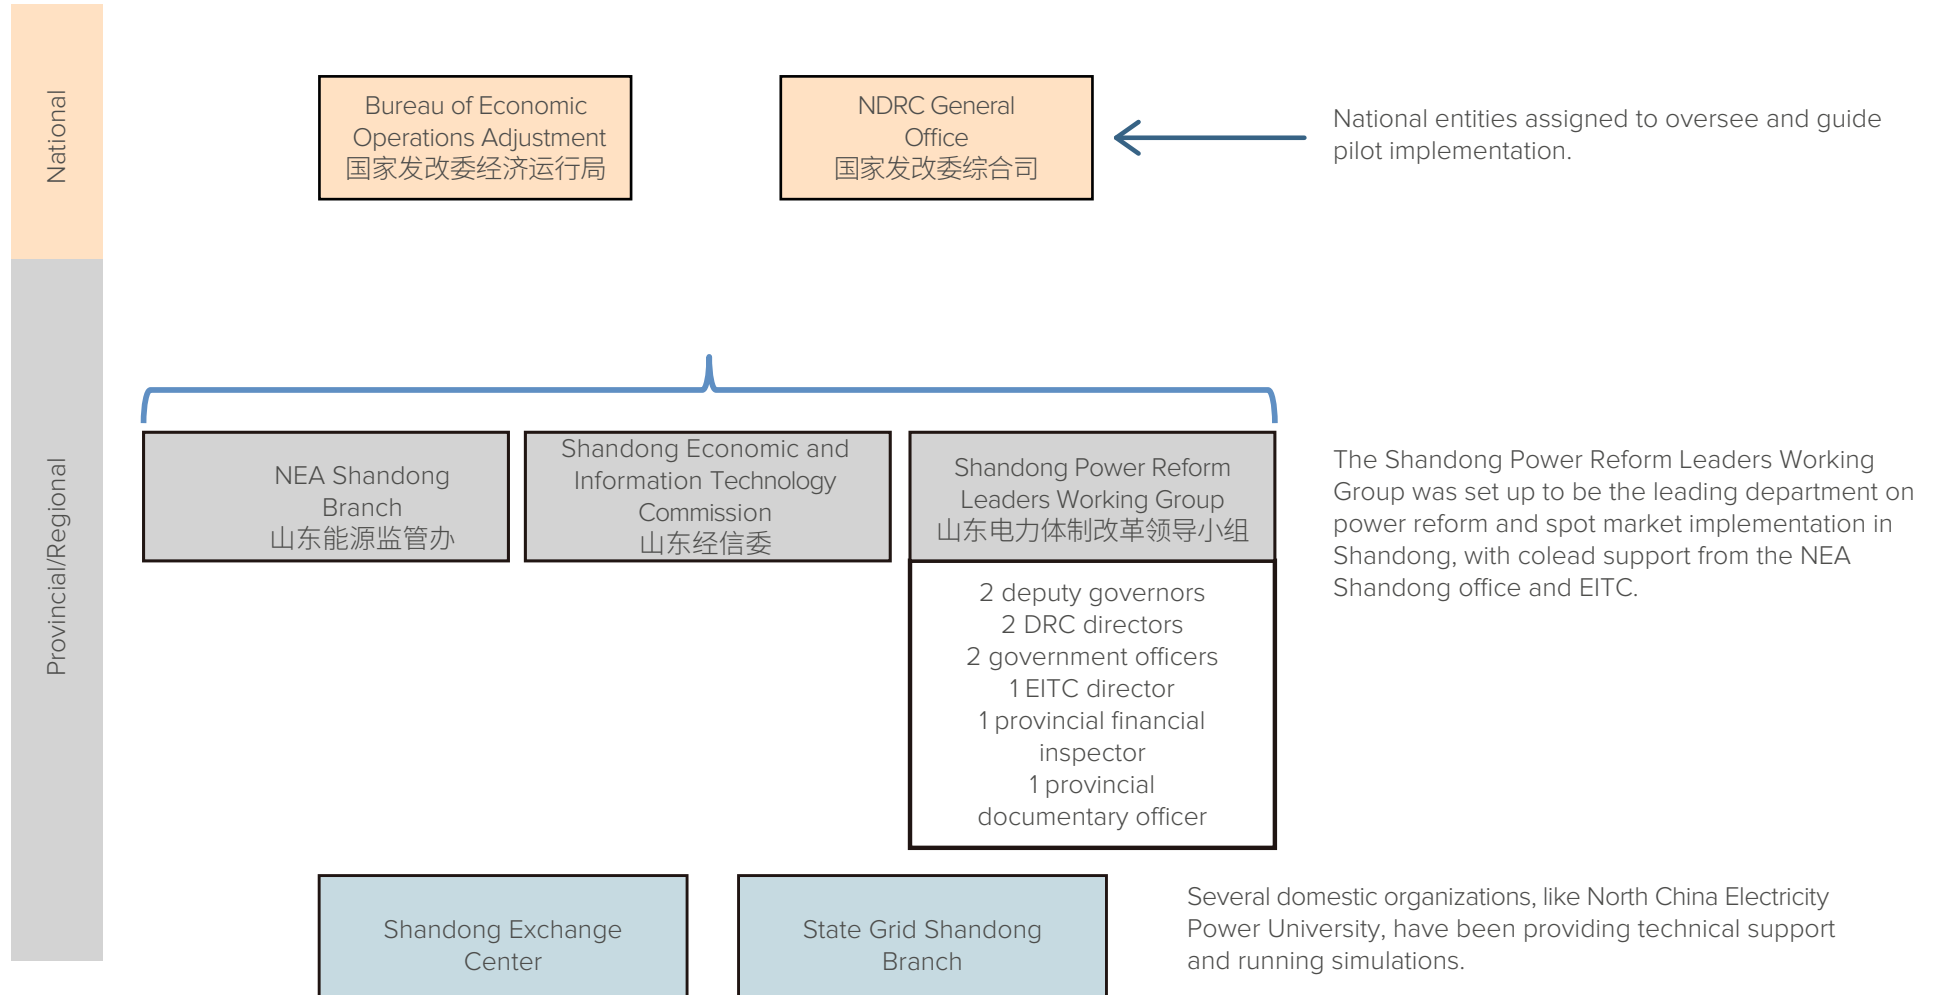 National
Bureau of Economic
Operations Adjustment
国家发改委经济运行局
NDRC General
Office
国家发改委综合司
National entities assigned to oversee and guide
pilot implementation.
Provincial/Regional
NEA Shandong
Branch
山东能源监管办
Shandong Economic and
Information Technology
Commission
山东经信委
Shandong Power Reform
Leaders Working Group
山东电力体制改革领导小组
2 deputy governors
2 DRC directors
2 government officers
1 EITC director
1 provincial financial
inspector
1 provincial
documentary officer
The Shandong Power Reform Leaders Working
Group was set up to be the leading department on
power reform and spot market implementation in
Shandong, with colead support from the NEA
Shandong office and EITC.
Shandong Exchange
Center
State Grid Shandong
Branch
Several domestic organizations, like North China Electricity
Power University, have been providing technical support
and running simulations.